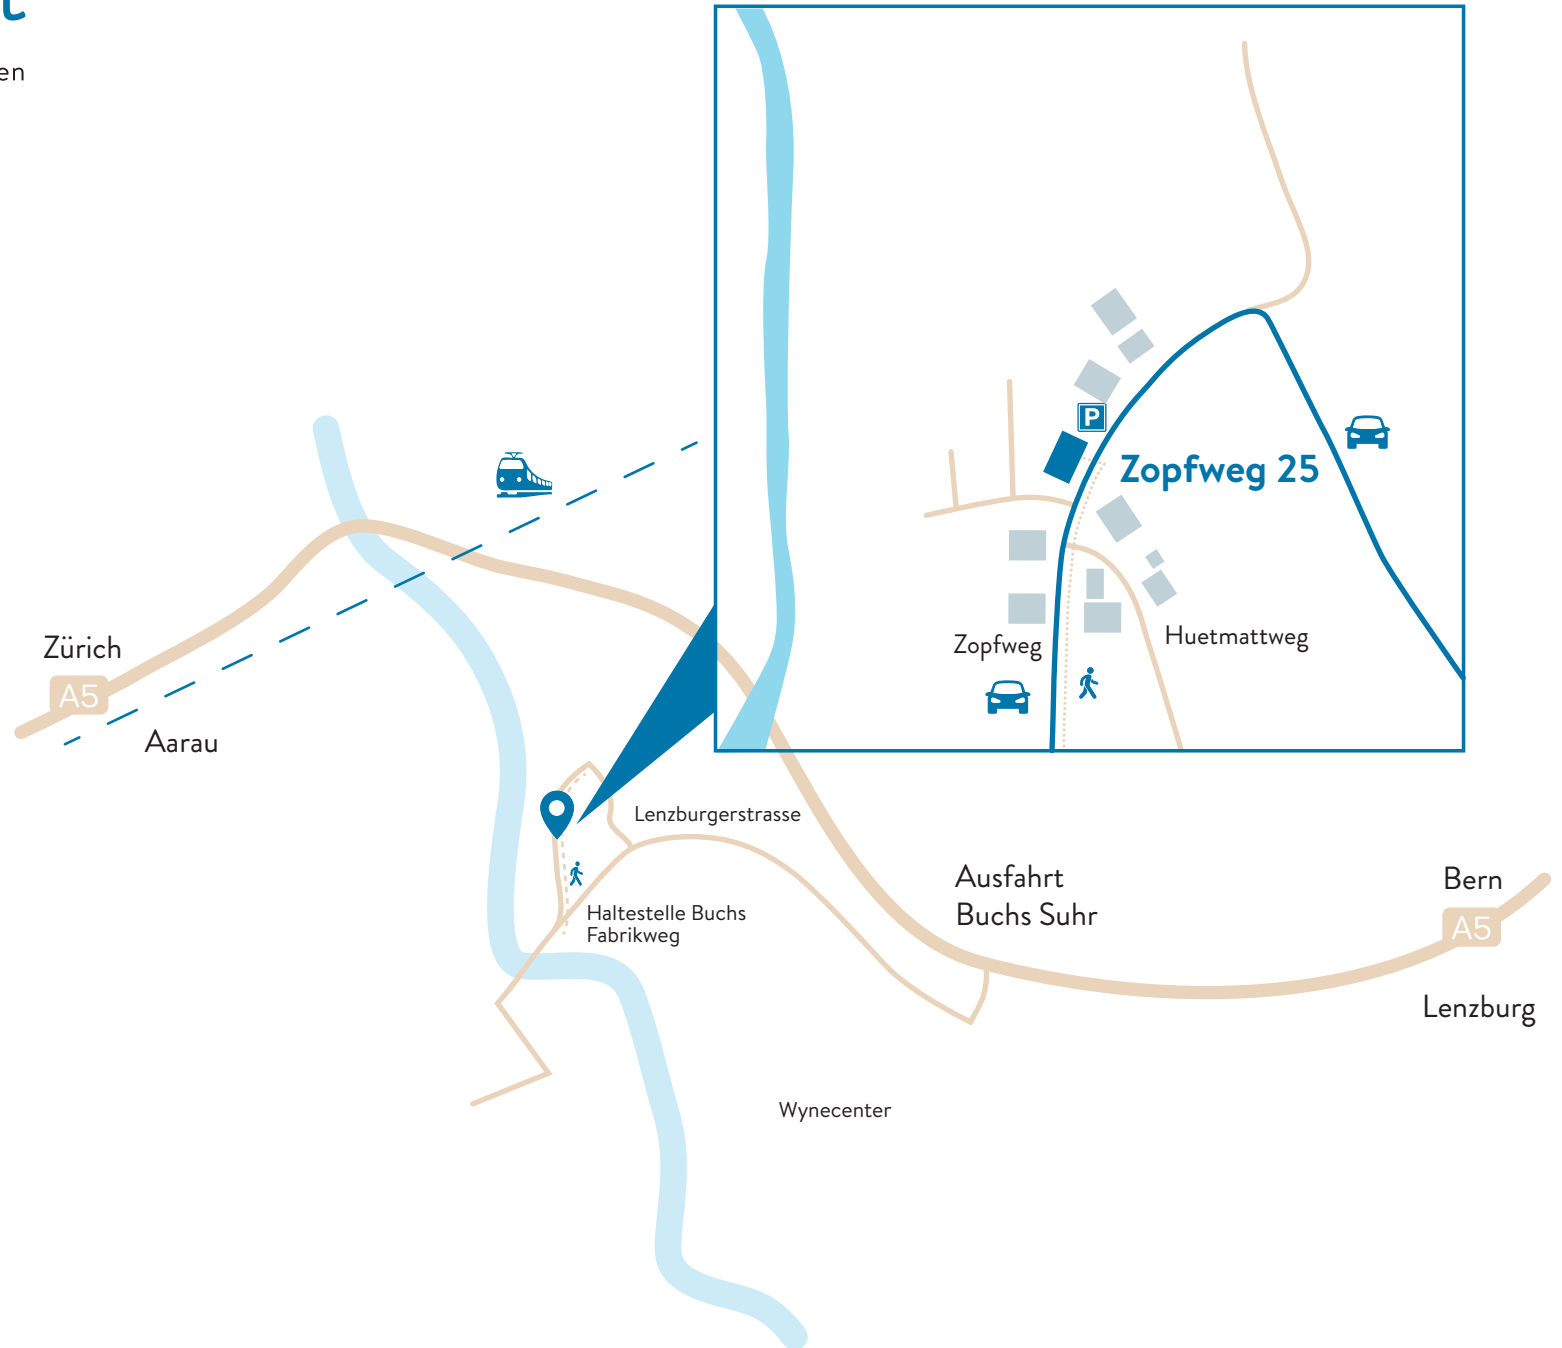 en
P
Zopfweg 25
Zopfweg
Huetmattweg
Zürich
A5
Aarau
Lenzburgerstrasse
Haltestelle Buchs
Fabrikweg
Ausfahrt
Buchs Suhr
Bern
A5
Lenzburg
Wynecenter